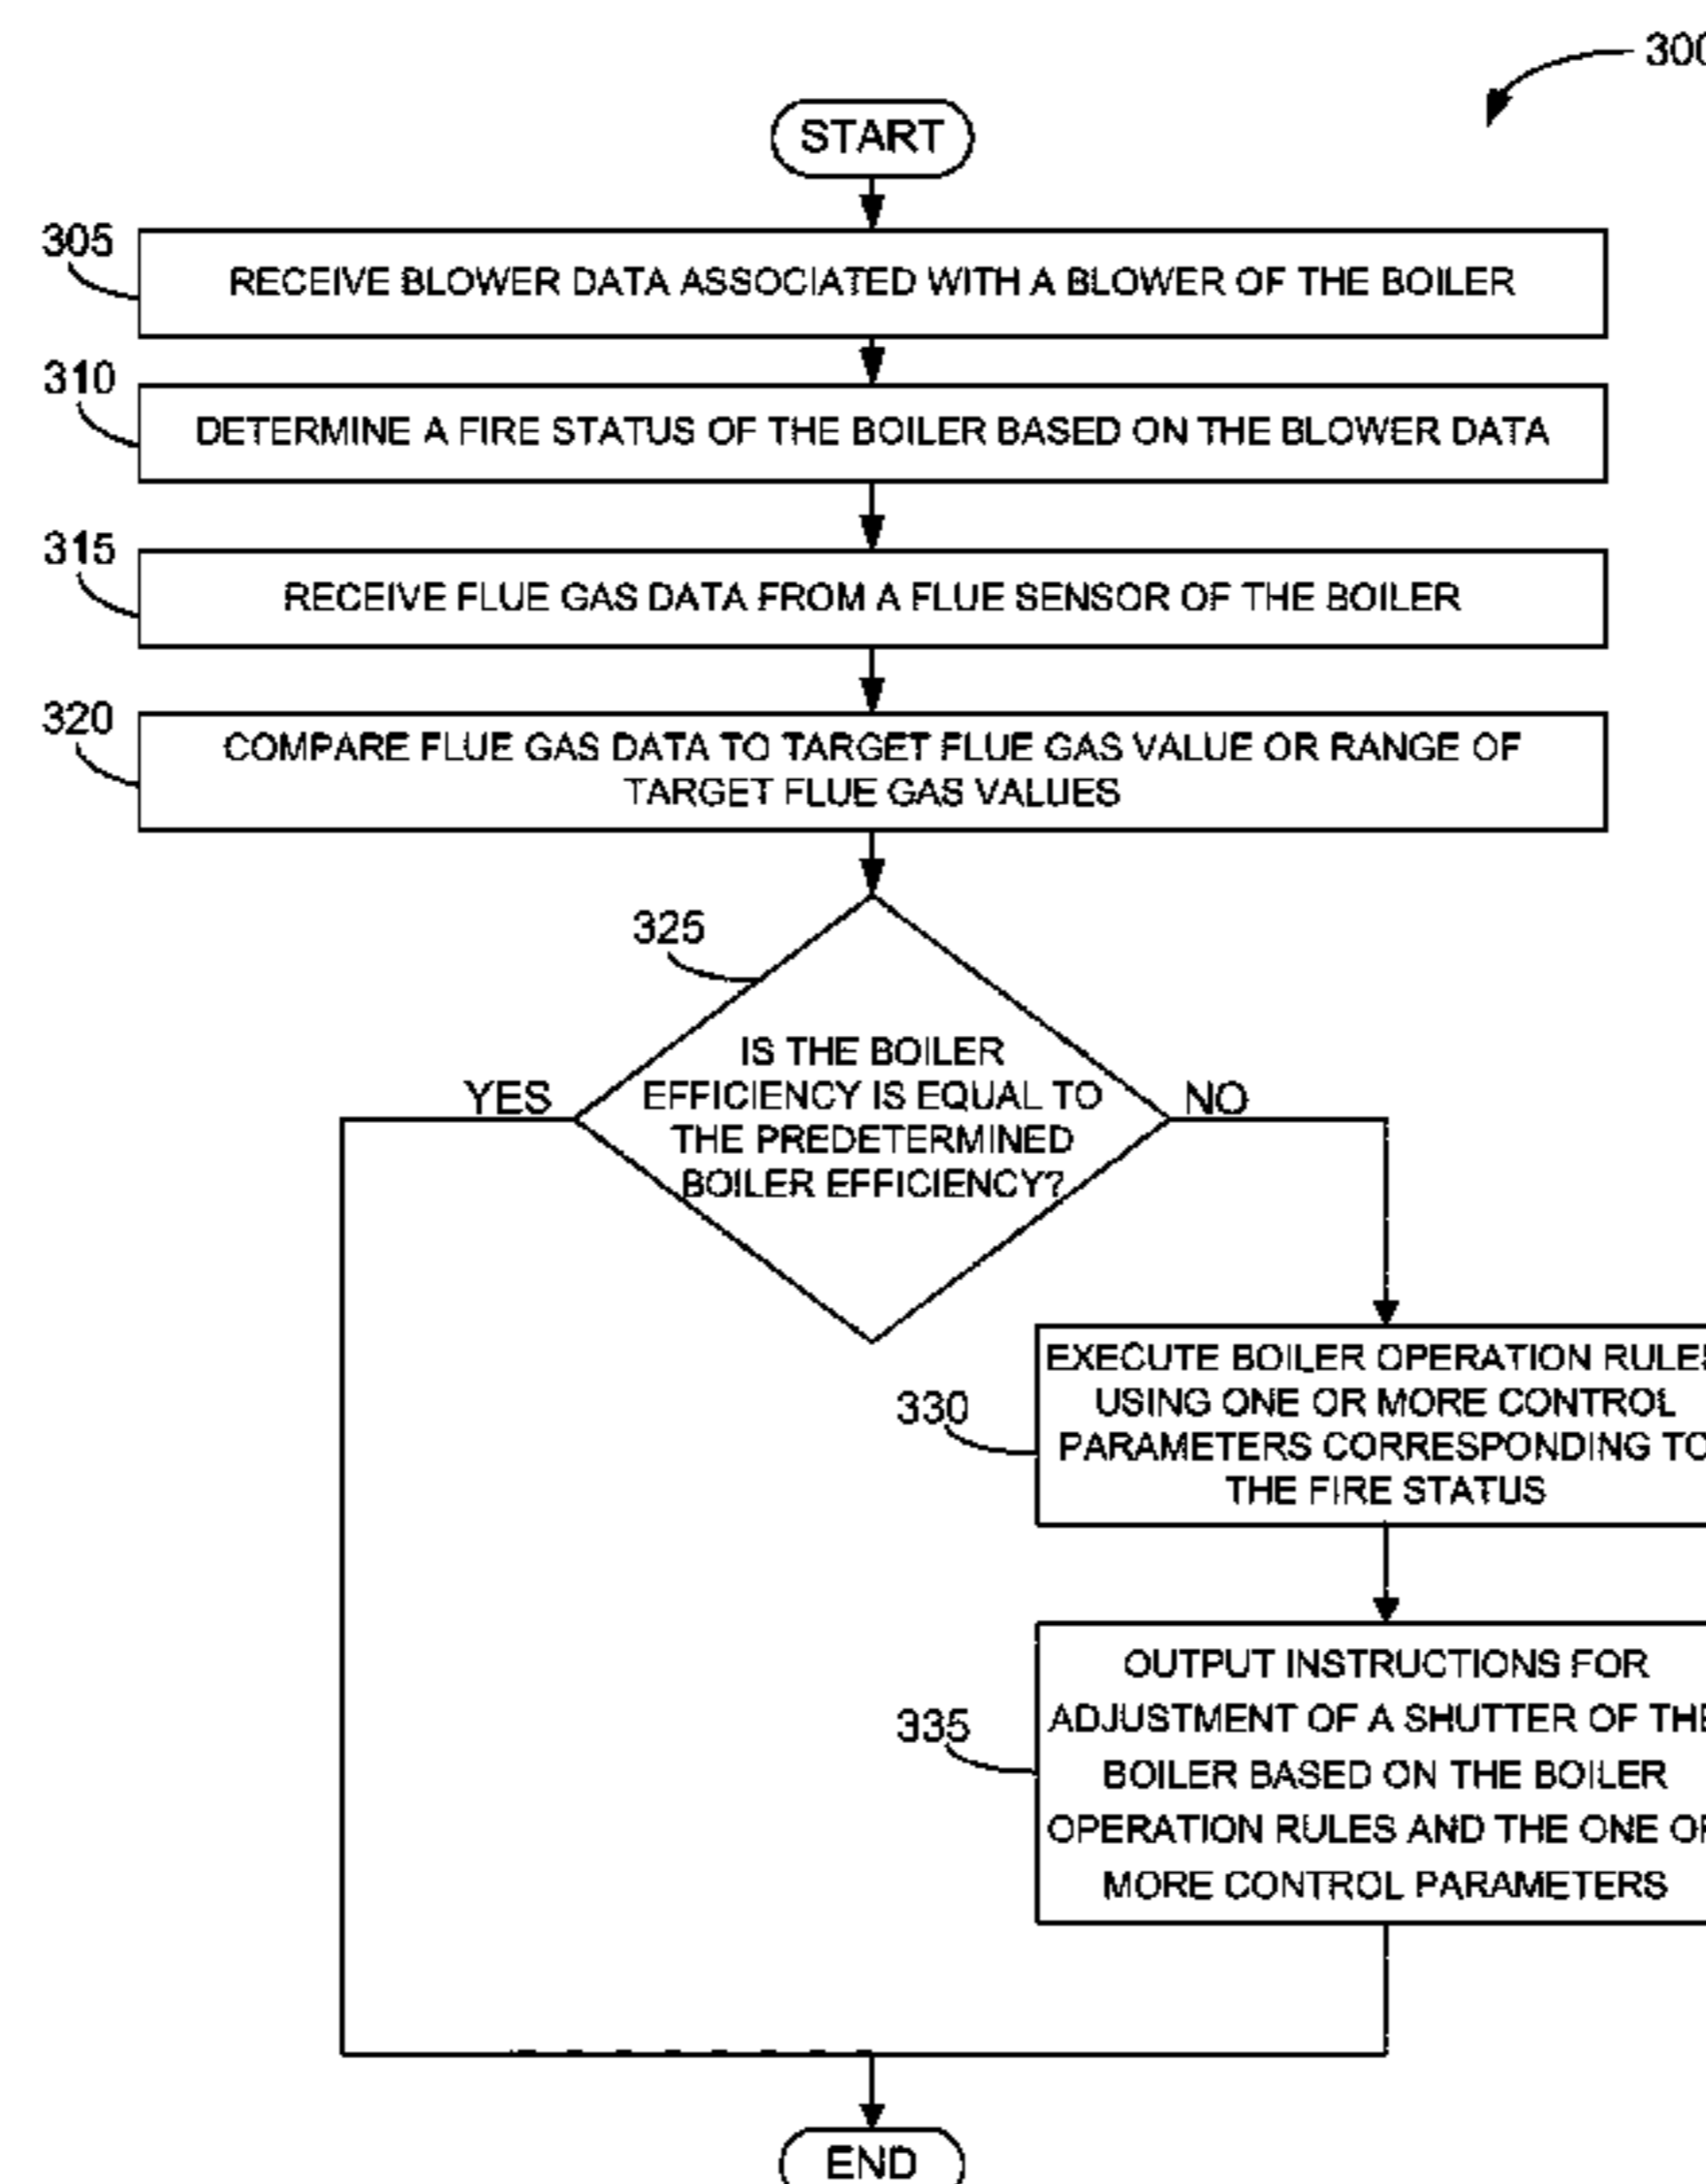 300
START
305
RECEIVE BLOWER DATA ASSOCIATED WITH A BLOWER OF THE BOILER
310
DETERMINE A FIRE STATUS OF THE BOILER BASED ON THE BLOWER DATA
315
RECEIVE FLUE GAS DATA FROM A FLUE SENSOR OF THE BOILER
320
COMPARE FLUE GAS DATA TO TARGET FLUE GAS VALUE OR RANGE OF
TARGET FLUE GAS VALUES
325
IS THE BOILER
EFFICIENCY IS EQUAL TO
THE PREDETERMINED
BOILER EFFICIENCY?
YES
NO
330
EXECUTE BOILER OPERATION RULES
USING ONE OR MORE CONTROL
PARAMETERS CORRESPONDING TO
THE FIRE STATUS
335
OUTPUT INSTRUCTIONS FOR
ADJUSTMENT OF A SHUTTER OF THE
BOILER BASED ON THE BOILER
OPERATION RULES AND THE ONE OR
MORE CONTROL PARAMETERS
END